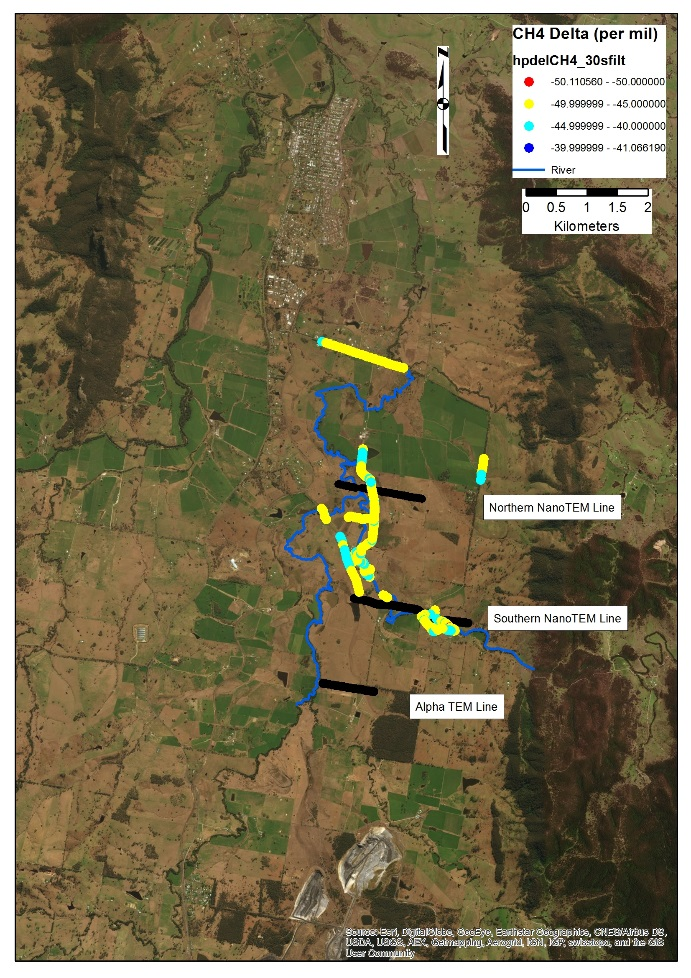 CH4 Delta (per mil)
hpdelCH4_30sfilt
-50.110560 - -50.000000
-49.999999 - -45.000000
-44.999999 - -40.000000
-39.999999 - -41.066190
River
0 0.5 1 1.5 2
Kilometers
Northern NanoTEM Line
Southern NanoTEM Line
Alpha TEM Line
Source: Esri, DigitalGlobe, GeoEye, Earthstar Geographics, CNES/Airbus DS,
USDA, USGS, AEX, Getmapping, Aerogrid, IGN, IGP, swisstopo, and the GIS
User Community